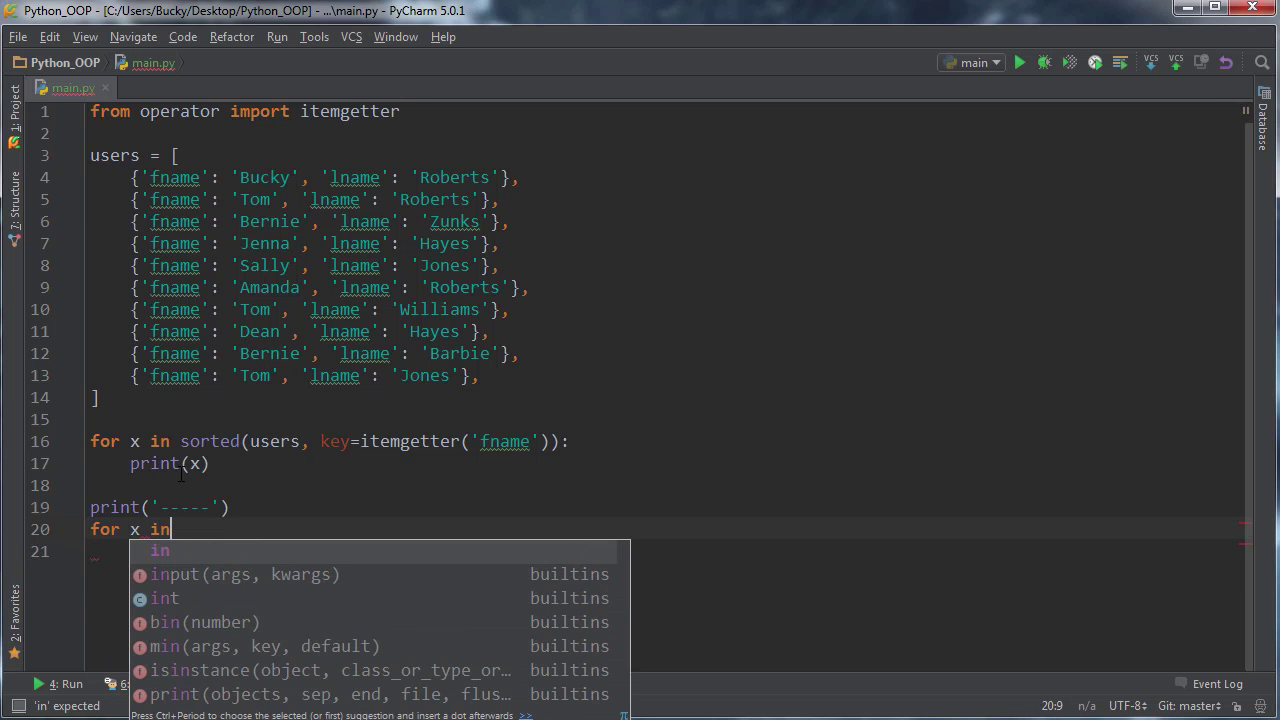 Python_OOP - [C:/Users/Bucky/Desktop/Python_OOP] - ...\main.py - PyCharm 5.0.1
File Edit View Navigate Code Refactor Run Tools VCS Window Help
Python_OOP main.py main VCS VCS
main.py
1: Project
7: Structure
2: Favorites
Database
1 from operator import itemgetter
2
3 users = [
4 {'fname': 'Bucky', 'lname': 'Roberts'},
5 {'fname': 'Tom', 'lname': 'Roberts'},
6 {'fname': 'Bernie', 'lname': 'Zunks'},
7 {'fname': 'Jenna', 'lname': 'Hayes'},
8 {'fname': 'Sally', 'lname': 'Jones'},
9 {'fname': 'Amanda', 'lname': 'Roberts'},
10 {'fname': 'Tom', 'lname': 'Williams'},
11 {'fname': 'Dean', 'lname': 'Hayes'},
12 {'fname': 'Bernie', 'lname': 'Barbie'},
13 {'fname': 'Tom', 'lname': 'Jones'},
14 ]
15
16 for x in sorted(users, key=itemgetter('fname')):
17 print(x)
18
19 print('-----')
20 for x in
21
in
input(args, kwargs) builtins
int builtins
bin(number) builtins
min(args, key, default) builtins
isinstance(object, class_or_type_or… builtins
print(objects, sep, end, file, flus… builtins
Press Ctrl+Period to choose the selected (or first) suggestion and insert a dot afterwards >> π
4: Run 6: Event Log
'in' expected 20:9 n/a UTF-8 Git: master